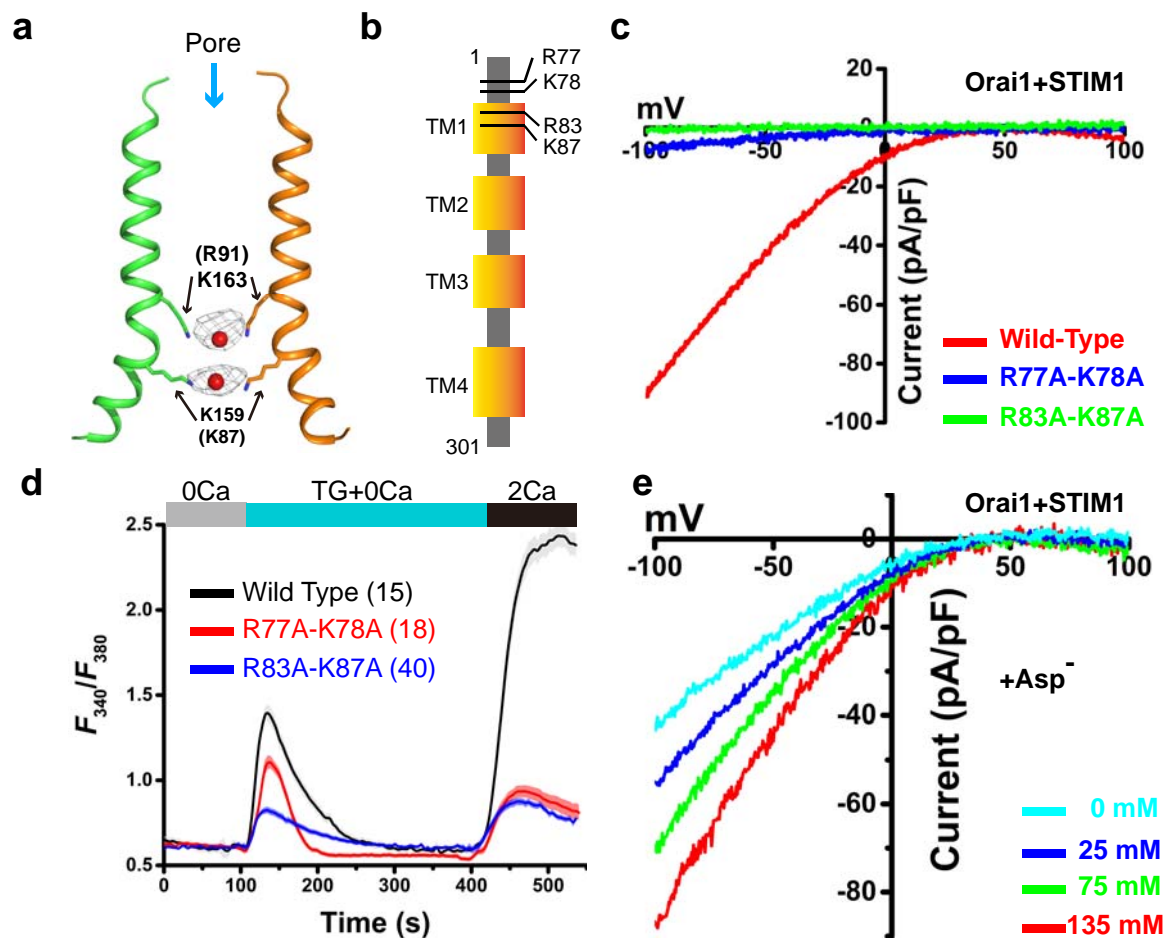 a
Pore
(R91)
K163
K159
(K87)
b
1
R77
K78
TM1
R83
K87
TM2
TM3
TM4
301
c
20
Orai1+STIM1
mV
0
-100
-50
50
100
-20
-40
-60
-80
-100
Current (pA/pF)
Wild-Type
R77A-K78A
R83A-K87A
d
0Ca
TG+0Ca
2Ca
2.5
2.0
1.5
1.0
0.5
F340/F380
Wild Type (15)
R77A-K78A (18)
R83A-K87A (40)
0
100
200
300
400
500
Time (s)
e
Orai1+STIM1
mV
0
-100
-50
50
100
-20
-40
-60
-80
Current (pA/pF)
+Asp-
0 mM
25 mM
75 mM
135 mM